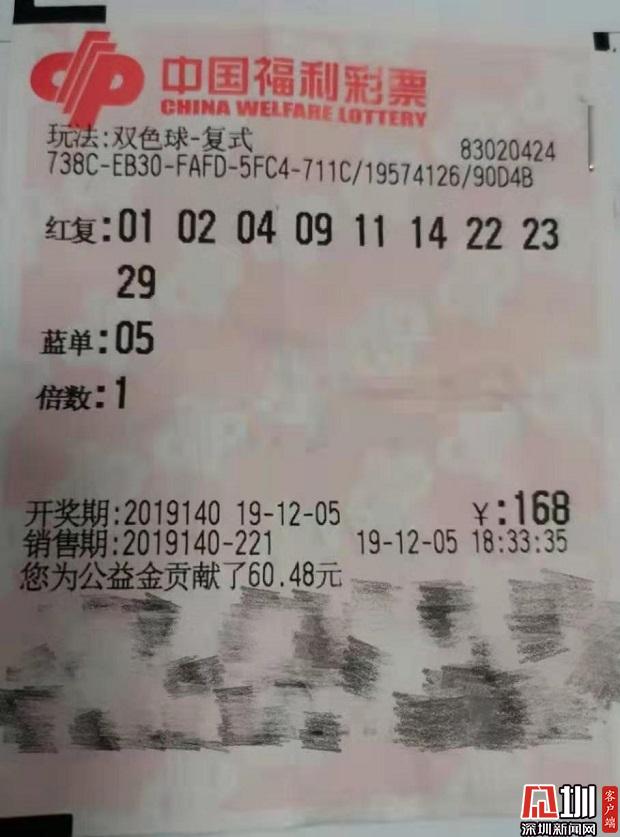 中国福利彩票
CHINA WELFARE LOTTERY
玩法:双色球-复式
83020424
738C-EB30-FAFD-5FC4-711C/19574126/90D4B
红复:01 02 04 09 11 14 22 23
29
蓝单:05
倍数:1
开奖期:2019140 19-12-05 ¥:168
销售期:2019140-221 19-12-05 18:33:35
您为公益金贡献了60.48元
深圳新闻网
客户端